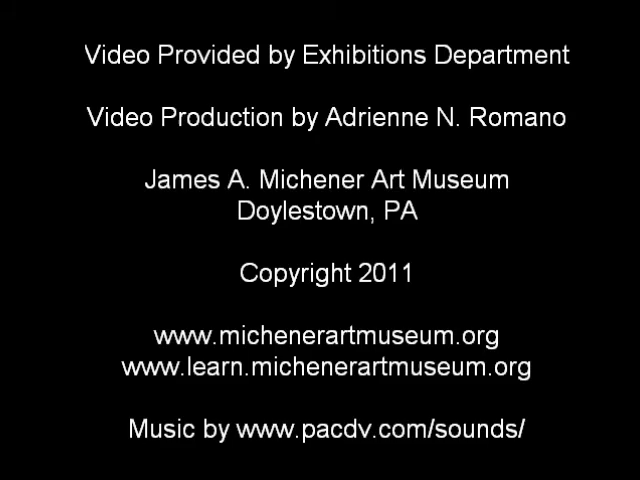 Video Provided by Exhibitions Department
Video Production by Adrienne N. Romano
James A. Michener Art Museum
Doylestown, PA
Copyright 2011
www.michenerartmuseum.org
www.learn.michenerartmuseum.org
Music by www.pacdv.com/sounds/